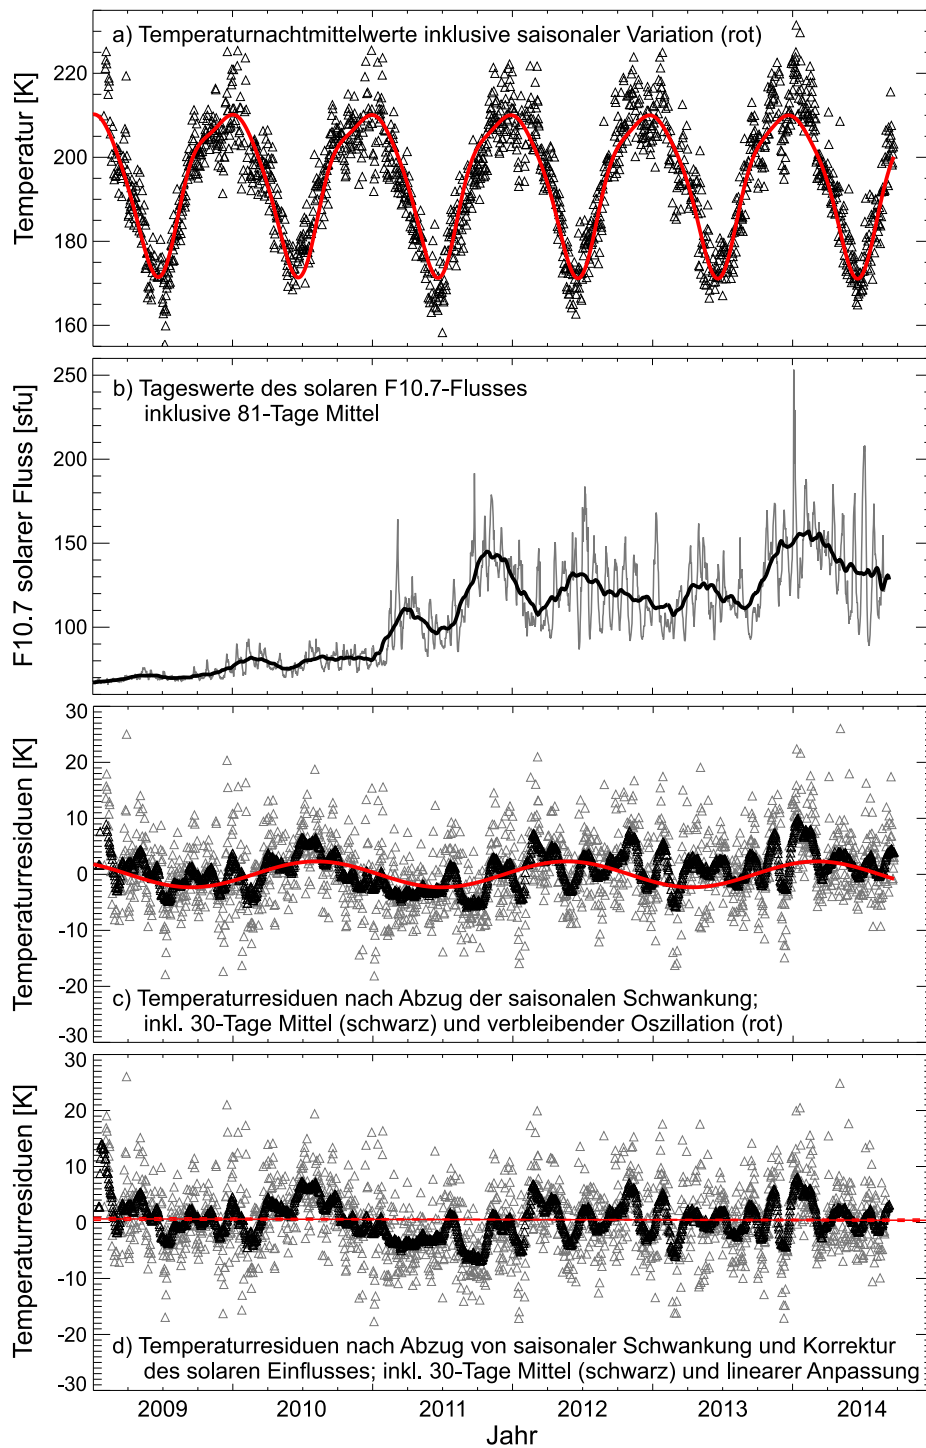 a) Temperaturnachtmittelwerte inklusive saisonaler Variation (rot)
Temperatur [K]
220
200
180
160
b) Tageswerte des solaren F10.7-Flusses
inklusive 81-Tage Mittel
F10.7 solarer Fluss [sfu]
250
200
150
100
Temperaturresiduen [K]
30
20
10
0
-10
-20
-30
c) Temperaturresiduen nach Abzug der saisonalen Schwankung;
inkl. 30-Tage Mittel (schwarz) und verbleibender Oszillation (rot)
Temperaturresiduen [K]
30
20
10
0
-10
-20
-30
d) Temperaturresiduen nach Abzug von saisonaler Schwankung und Korrektur
des solaren Einflusses; inkl. 30-Tage Mittel (schwarz) und linearer Anpassung
2009 2010 2011 2012 2013 2014
Jahr